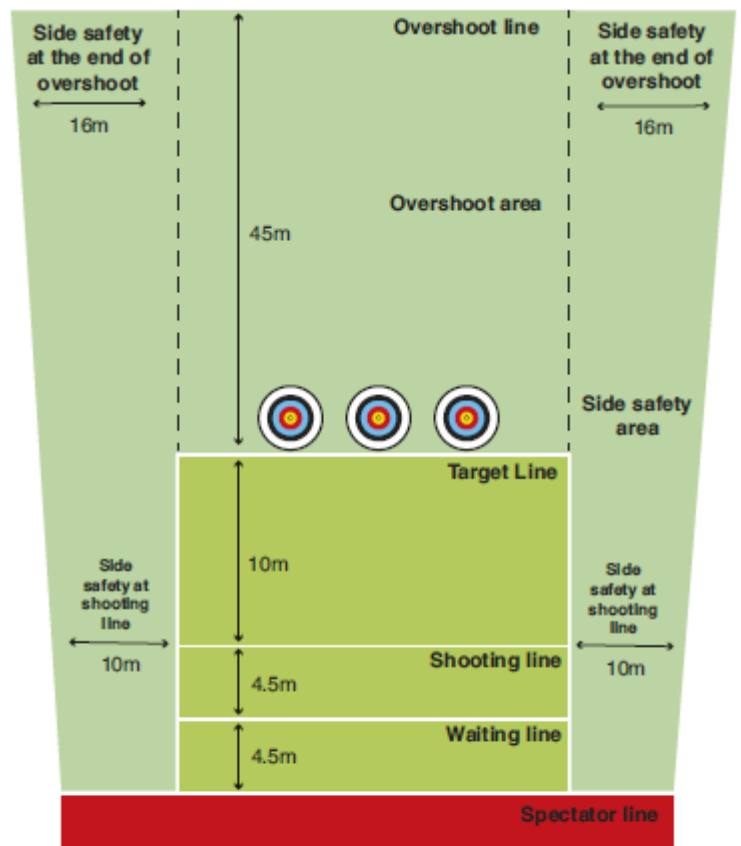 Side safety
at the end of
overshoot
16m
Overshoot line
Side safety
at the end of
overshoot
16m
Overshoot area
45m
Side safety
area
Target Line
10m
Side
safety at
shooting
line
10m
Side
safety at
shooting
line
10m
Shooting line
4.5m
Waiting line
4.5m
Spectator line